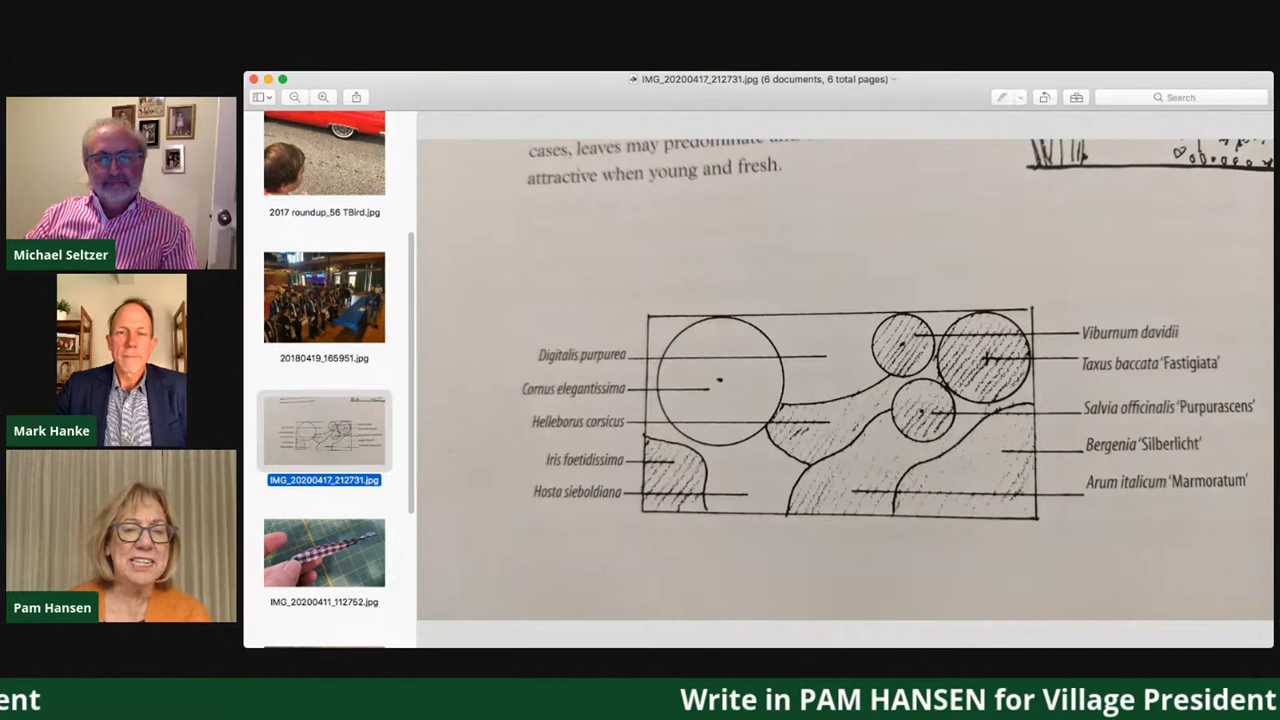 IMG_20200417_212731.jpg (6 documents, 6 total pages)
Search
Michael Seltzer
Mark Hanke
Pam Hansen
2017 roundup_56 TBird.jpg
20180419_165951.jpg
IMG_20200417_212731.jpg
IMG_20200411_112752.jpg
cases, leaves may predominate
attractive when young and fresh.
Digitalis purpurea
Cornus elegantissima
Helleborus corsicus
Iris foetidissima
Hosta sieboldiana
Viburnum davidii
Taxus baccata 'Fastigiata'
Salvia officinalis 'Purpurascens'
Bergenia 'Silberlicht'
Arum italicum 'Marmoratum'
ent
Write in PAM HANSEN for Village President